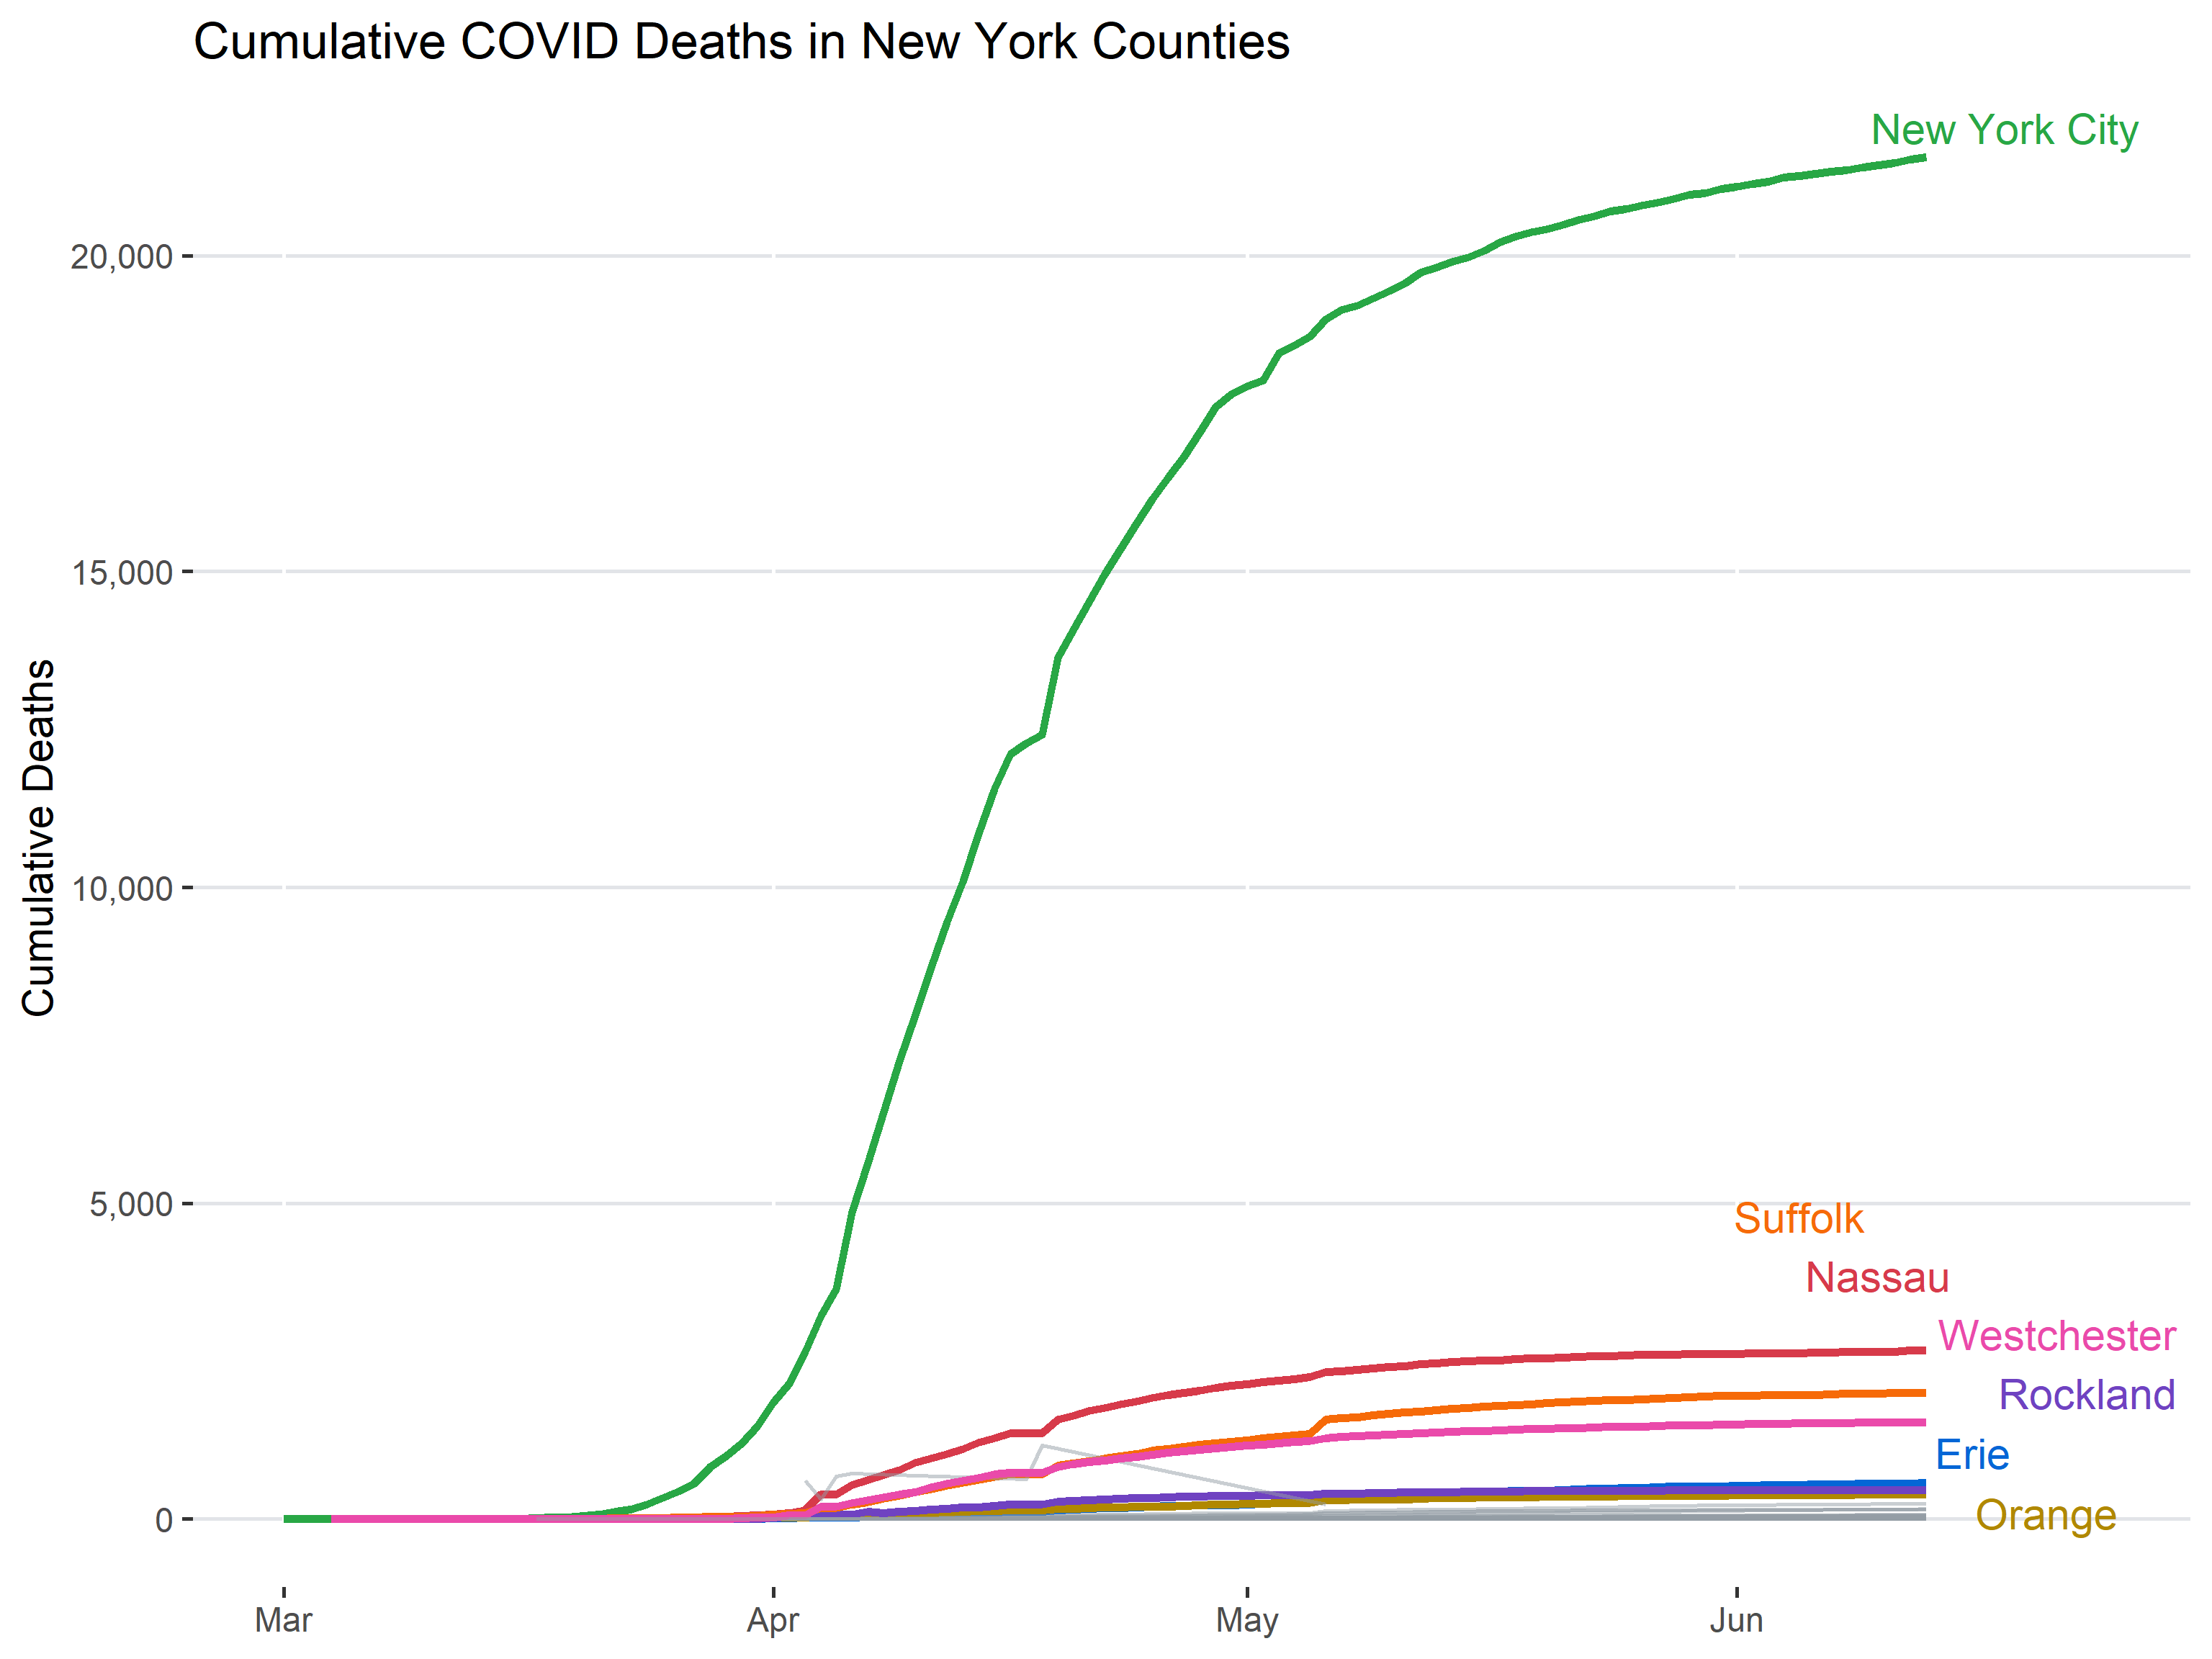 Cumulative COVID Deaths in New York Counties
New York City
20,000
15,000
Cumulative Deaths
10,000
5,000
Suffolk
Nassau
Westchester
Rockland
Erie
Orange
0
Mar
Apr
May
Jun